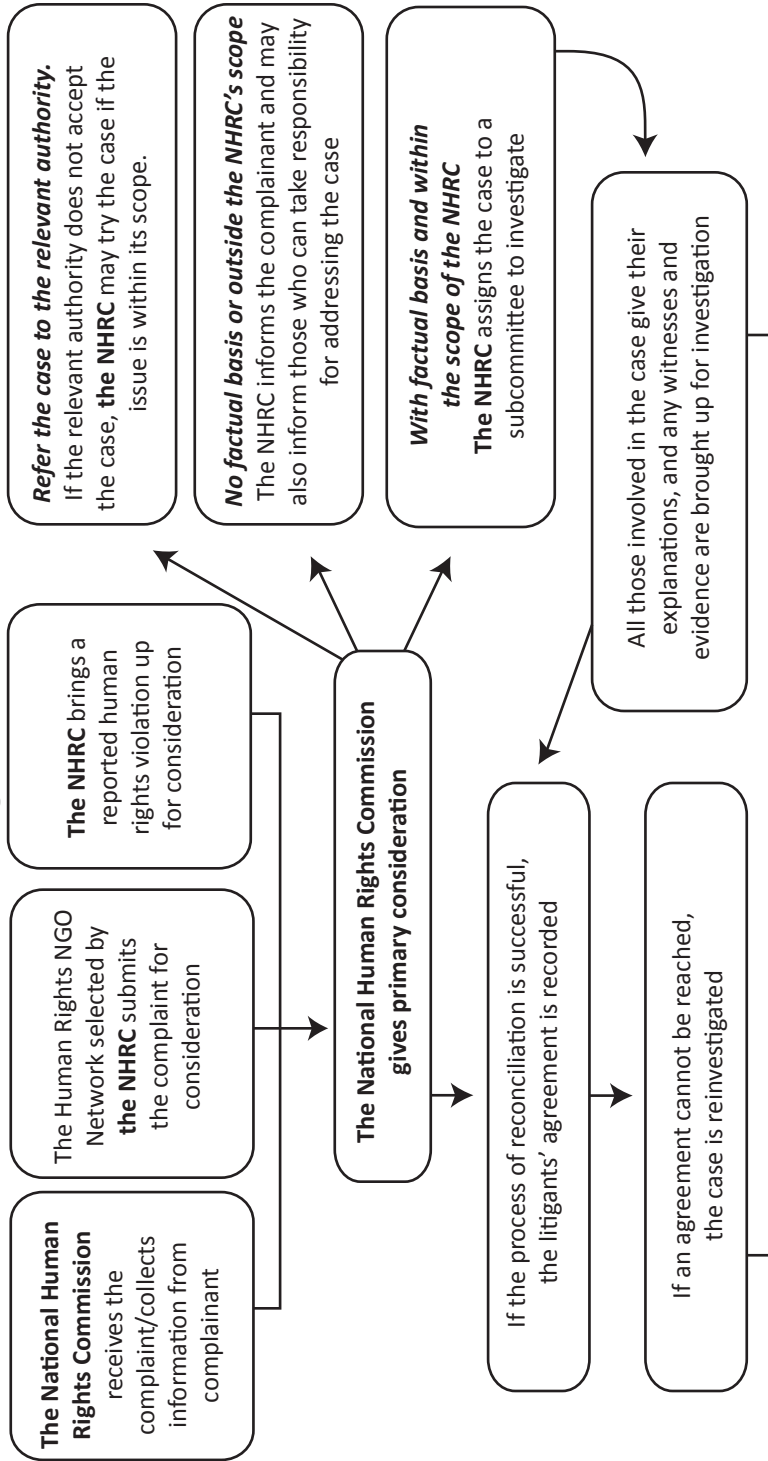 The National Human
Rights Commission
receives the
complaint/collects
information from
complainant
The Human Rights NGO
Network selected by
the NHRC submits
the complaint for
consideration
The NHRC brings a
reported human
rights violation up
for consideration
The National Human Rights Commission
gives primary consideration
Refer the case to the relevant authority.
If the relevant authority does not accept
the case, the NHRC may try the case if the
issue is within its scope.
No factual basis or outside the NHRC’s scope
The NHRC informs the complainant and may
also inform those who can take responsibility
for addressing the case
With factual basis and within
the scope of the NHRC
The NHRC assigns the case to a
subcommittee to investigate
All those involved in the case give their
explanations, and any witnesses and
evidence are brought up for investigation
If the process of reconciliation is successful,
the litigants’ agreement is recorded
If an agreement cannot be reached,
the case is reinvestigated